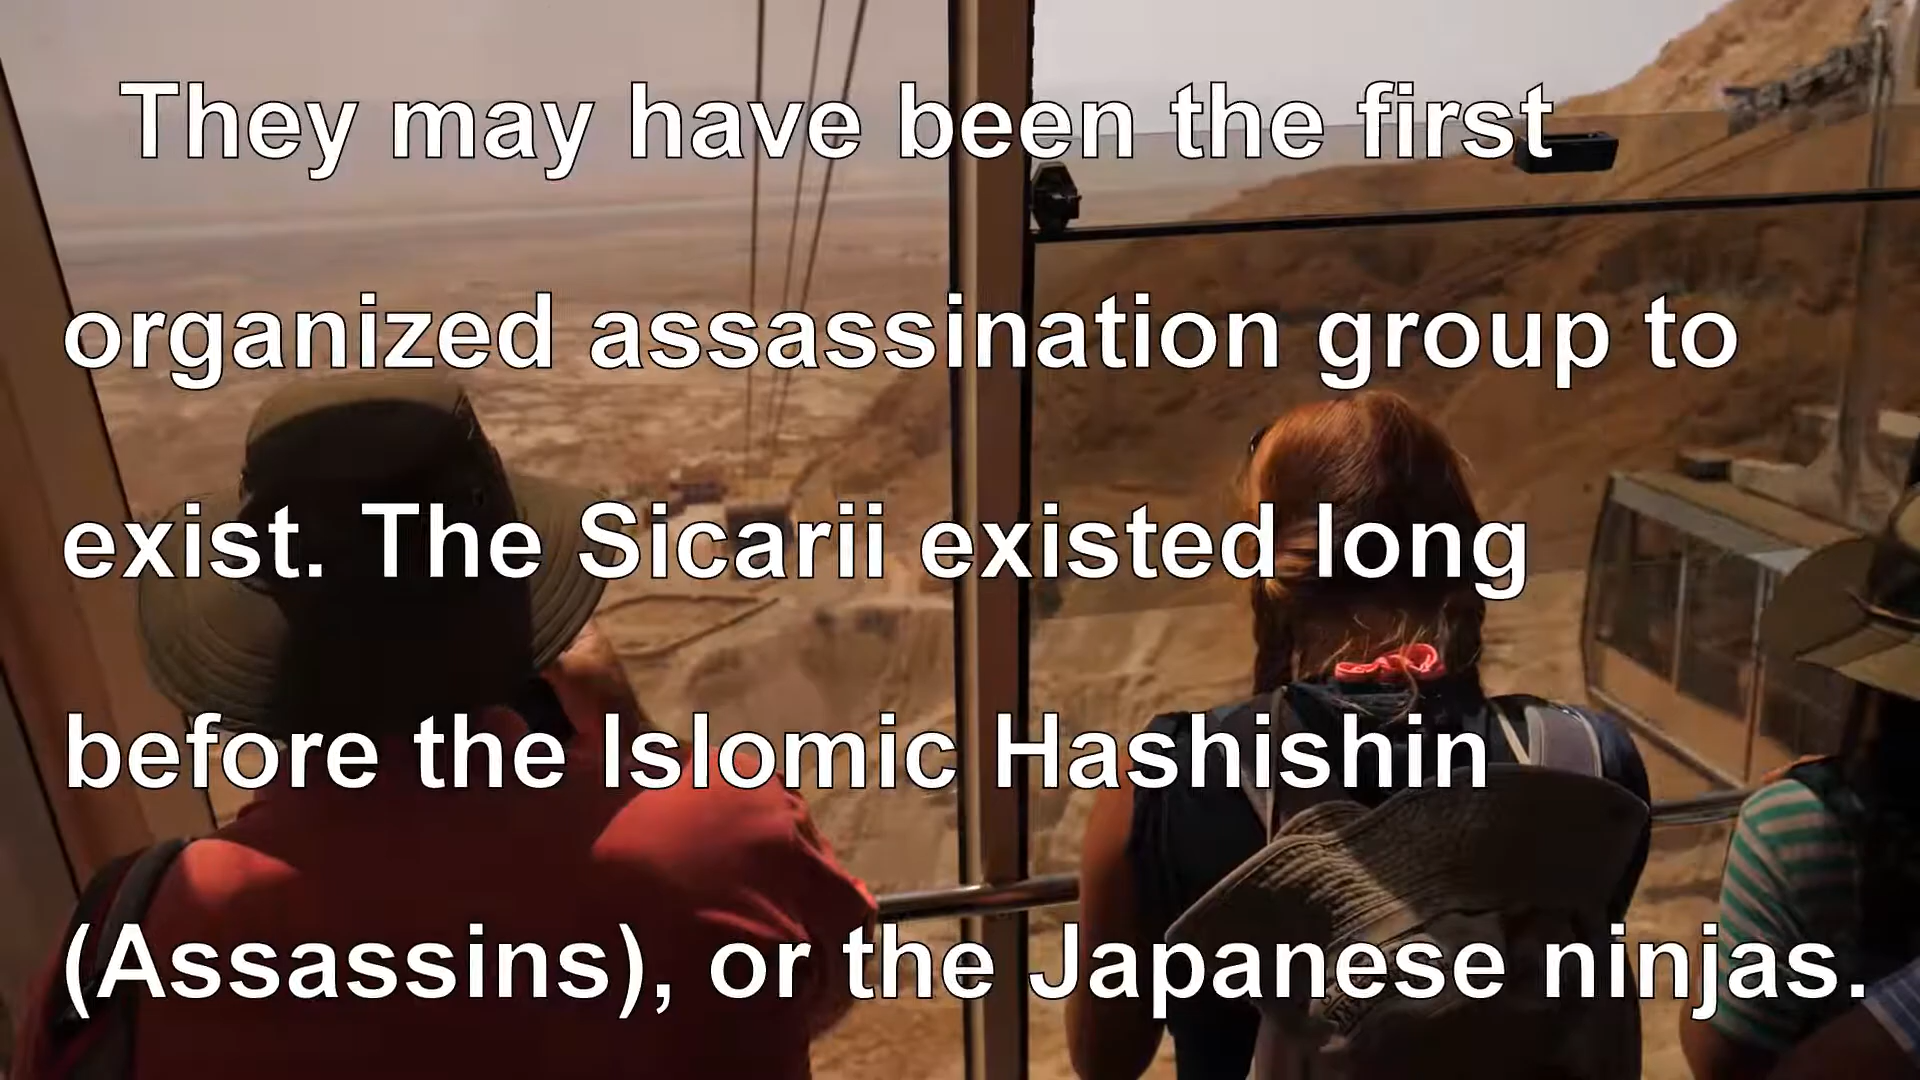 They may have been the first
organized assassination group to
exist. The Sicarii existed long
before the Islomic Hashishin
(Assassins), or the Japanese ninjas.